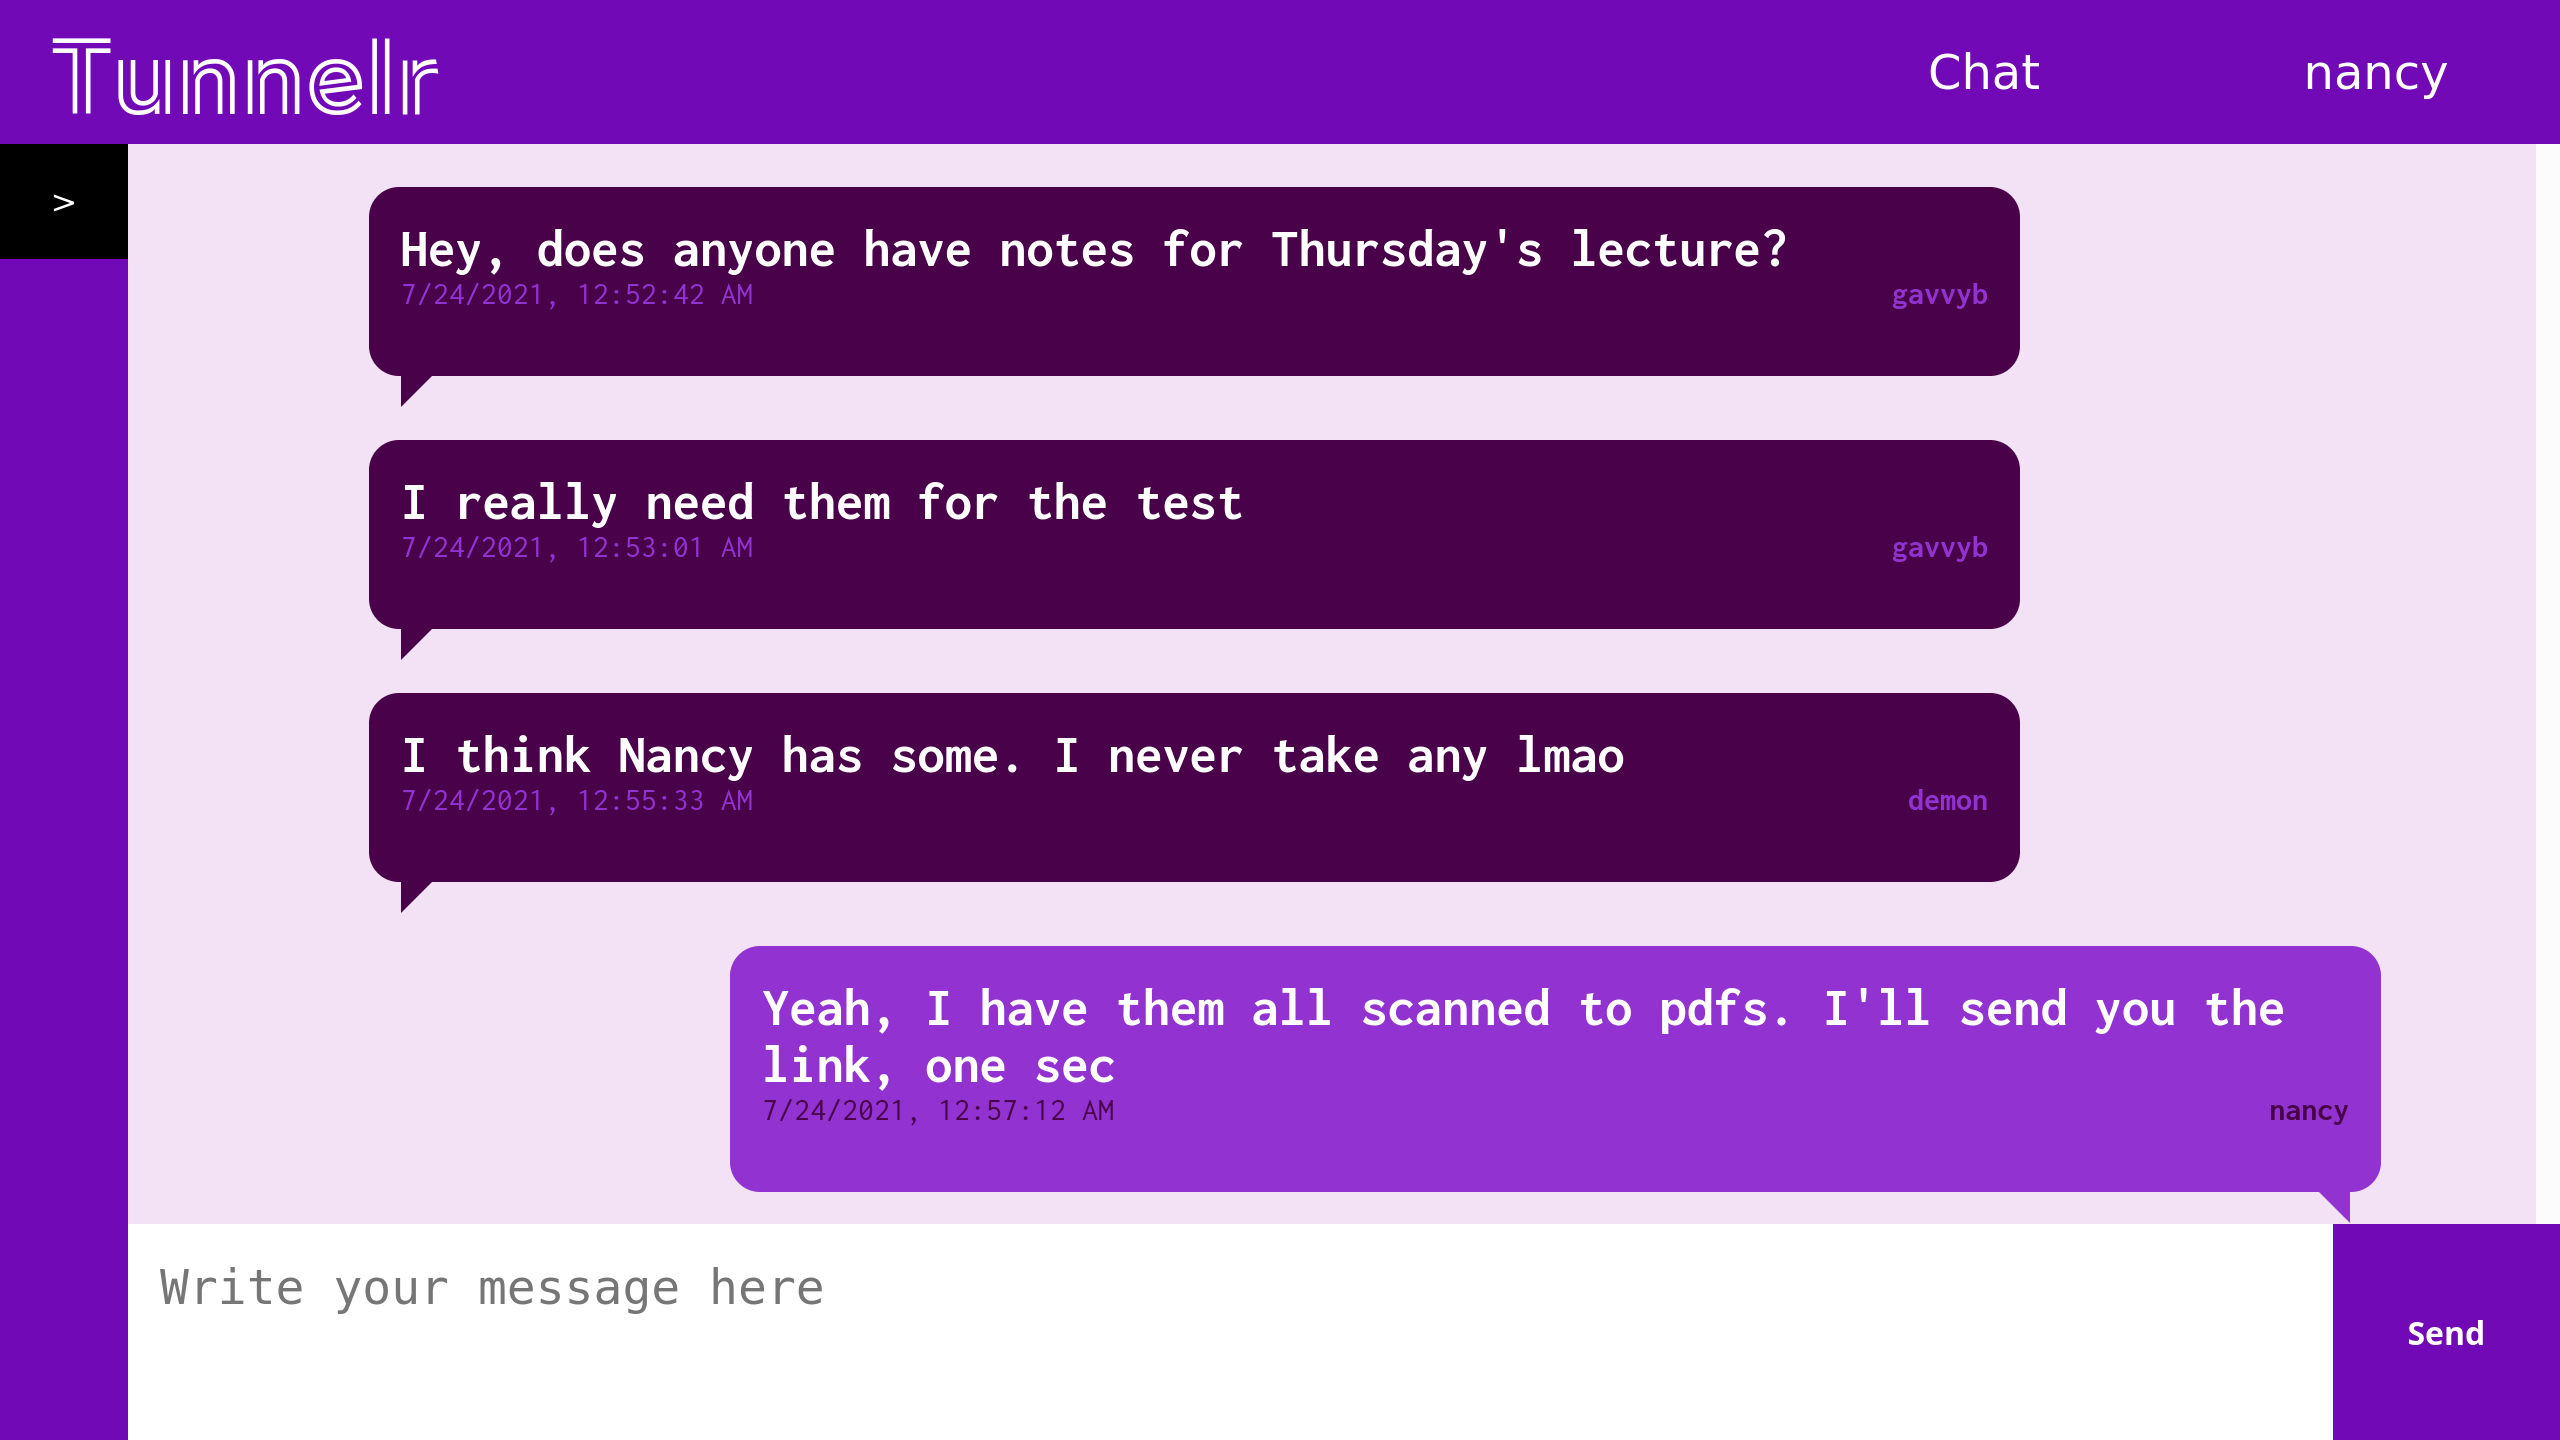 Tunnelr
Chat
nancy
>
Hey, does anyone have notes for Thursday's lecture?
7/24/2021, 12:52:42 AM
gavvyb
I really need them for the test
7/24/2021, 12:53:01 AM
gavvyb
I think Nancy has some. I never take any lmao
7/24/2021, 12:55:33 AM
demon
Yeah, I have them all scanned to pdfs. I'll send you the
link, one sec
7/24/2021, 12:57:12 AM
nancy
Write your message here
Send